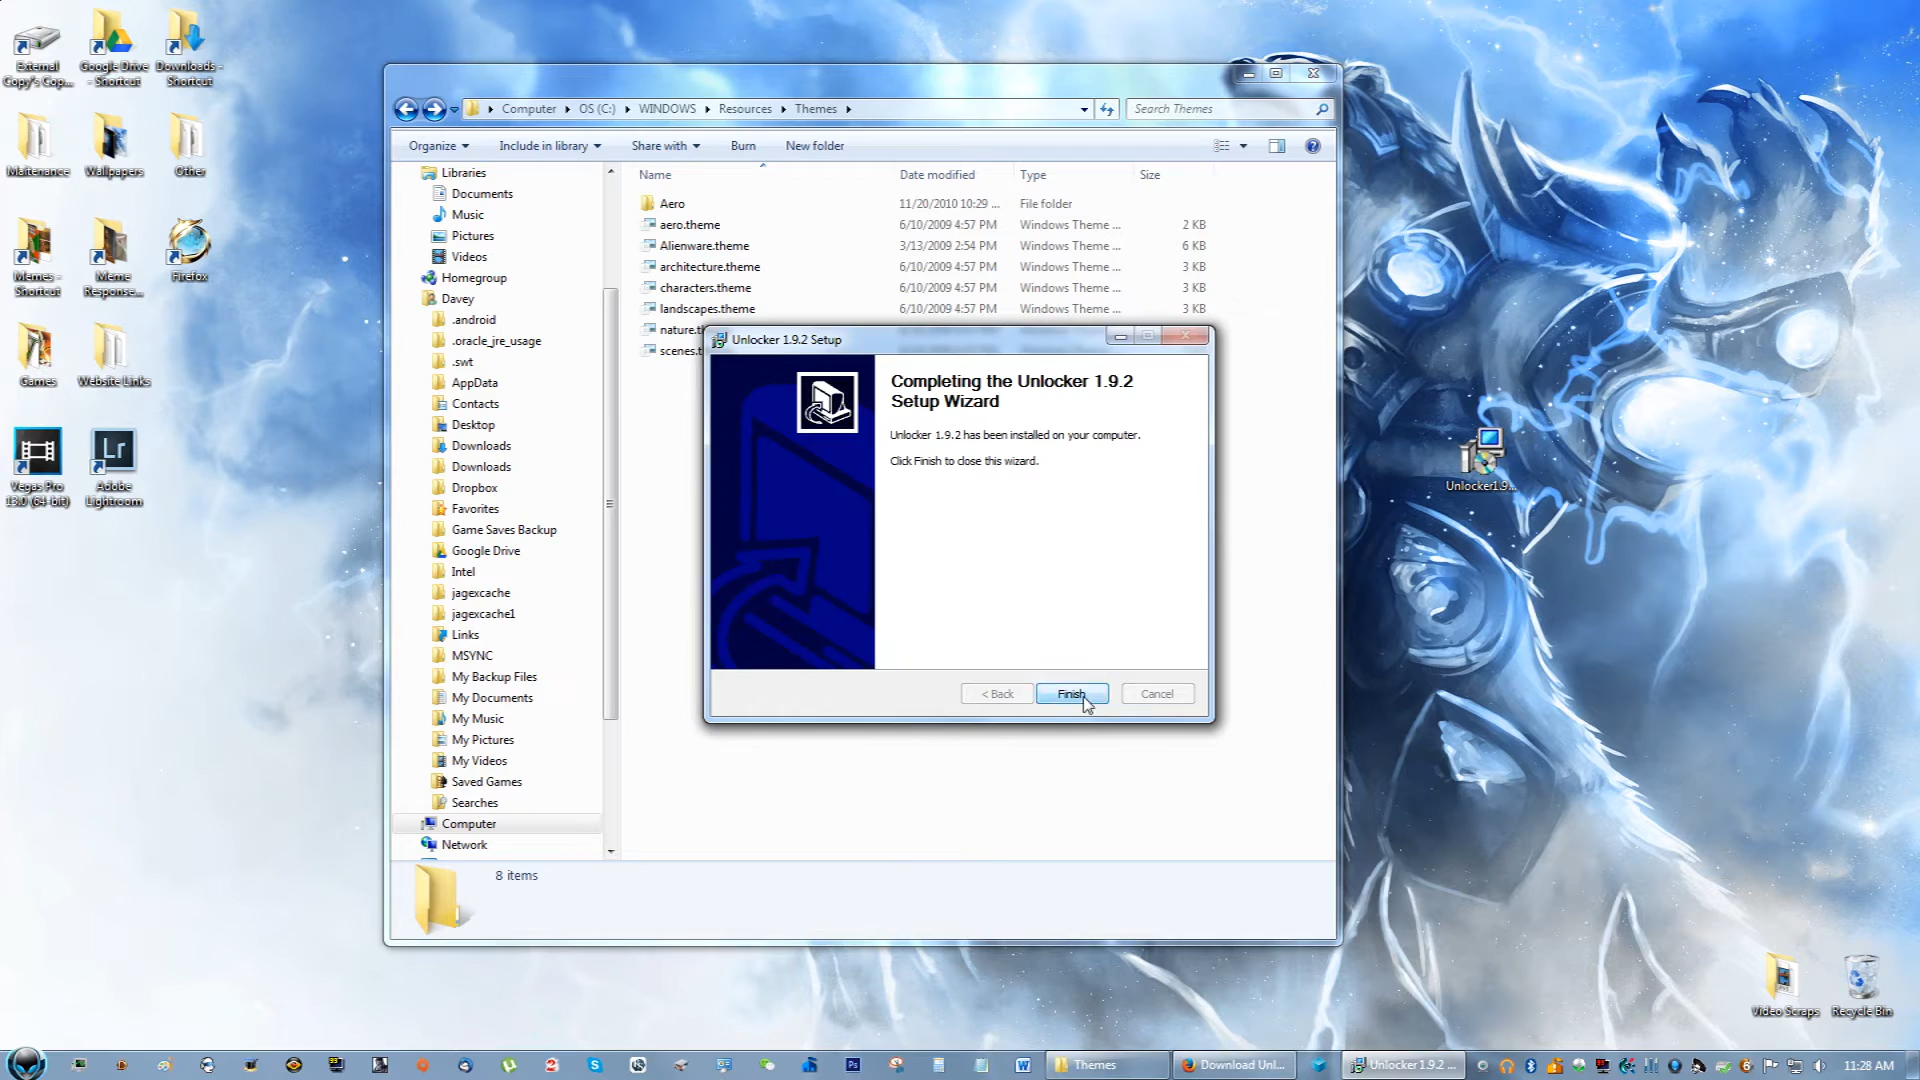 External
Copy's Cop...
Google Drive
- Shortcut
Downloads -
Shortcut
Maitenance
Wallpapers
Other
Memes -
Shortcut
Meme
Response...
Firefox
Games
Website Links
Vegas Pro
13.0 (64-bit)
Lr
Adobe
Lightroom
Computer
OS (C:)
WINDOWS
Resources
Themes
Search Themes
Organize
Include in library
Share with
Burn
New folder
Name
Date modified
Type
Size
Aero
11/20/2010 10:29 ...
File folder
aero.theme
6/10/2009 4:57 PM
Windows Theme ...
2 KB
Alienware.theme
3/13/2009 2:54 PM
Windows Theme ...
6 KB
architecture.theme
6/10/2009 4:57 PM
Windows Theme ...
3 KB
characters.theme
6/10/2009 4:57 PM
Windows Theme ...
3 KB
landscapes.theme
6/10/2009 4:57 PM
Windows Theme ...
3 KB
Libraries
Documents
Music
Pictures
Videos
Homegroup
Davey
.android
.oracle_jre_usage
.swt
AppData
Contacts
Desktop
Downloads
Downloads
Dropbox
Favorites
Game Saves Backup
Google Drive
Intel
jagexcache
jagexcache1
Links
MSYNC
My Backup Files
My Documents
My Music
My Pictures
My Videos
Saved Games
Searches
Computer
Network
8 items
Unlocker 1.9.2 Setup
Completing the Unlocker 1.9.2
Setup Wizard
Unlocker 1.9.2 has been installed on your computer.
Click Finish to close this wizard.
< Back
Finish
Cancel
Unlocker1.9...
Video Scraps
Recycle Bin
Ps
W
Themes
Download Unl...
Unlocker 1.9.2 ...
11:28 AM